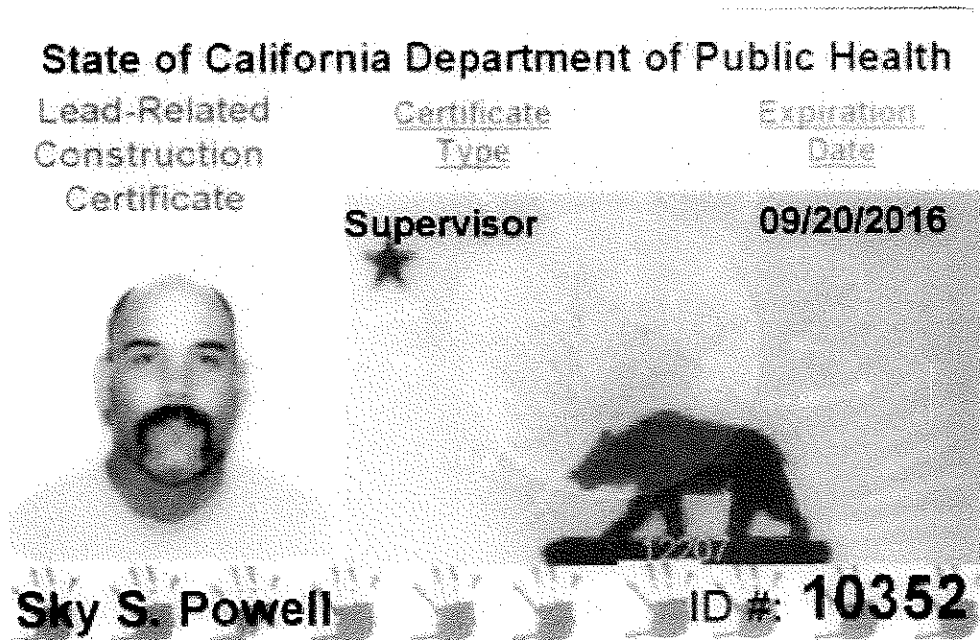 State of California Department of Public Health
Lead-Related
Construction
Certificate
Certificate
Type
Expiration
Date
Supervisor
09/20/2016
Sky S. Powell
ID #: 10352